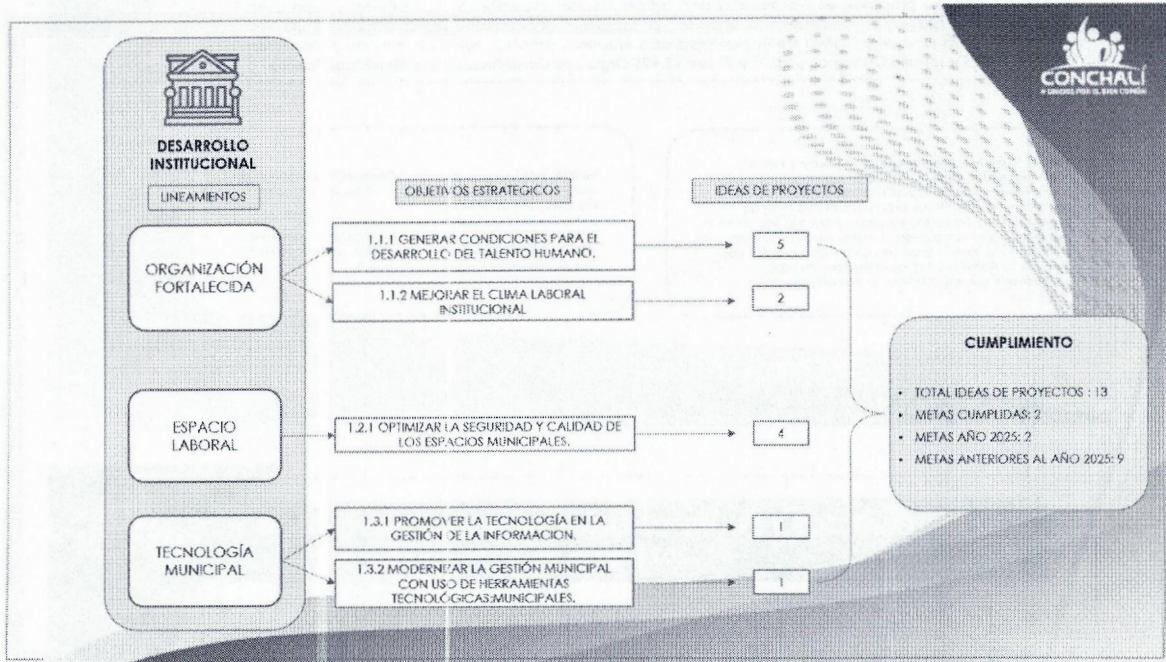 CONCHALÍ
DESARROLLO
INSTITUCIONAL
LINEAMIENTOS
OBJETIVOS ESTRATEGICOS
IDEAS DE PROYECTOS
ORGANIZACIÓN
FORTALECIDA
1.1.1 GENERAR CONDICIONES PARA EL
DESARROLLO DEL TALENTO HUMANO.
5
1.1.2 MEJORAR EL CLIMA LABORAL
INSTITUCIONAL
2
ESPACIO
LABORAL
1.2.1 OPTIMIZAR LA SEGURIDAD Y CALIDAD DE
LOS ESPACIOS MUNICIPALES.
4
TECNOLOGÍA
MUNICIPAL
1.3.1 PROMOVER LA TECNOLOGÍA EN LA
GESTIÓN DE LA INFORMACION.
1
1.3.2 MODERNIZAR LA GESTIÓN MUNICIPAL
CON USO DE HERRAMIENTAS
TECNOLÓGICAS MUNICIPALES.
1
CUMPLIMIENTO
• TOTAL IDEAS DE PROYECTOS : 13
• METAS CUMPLIDAS: 2
• METAS AÑO 2025: 2
• METAS ANTERIORES AL AÑO 2025: 9